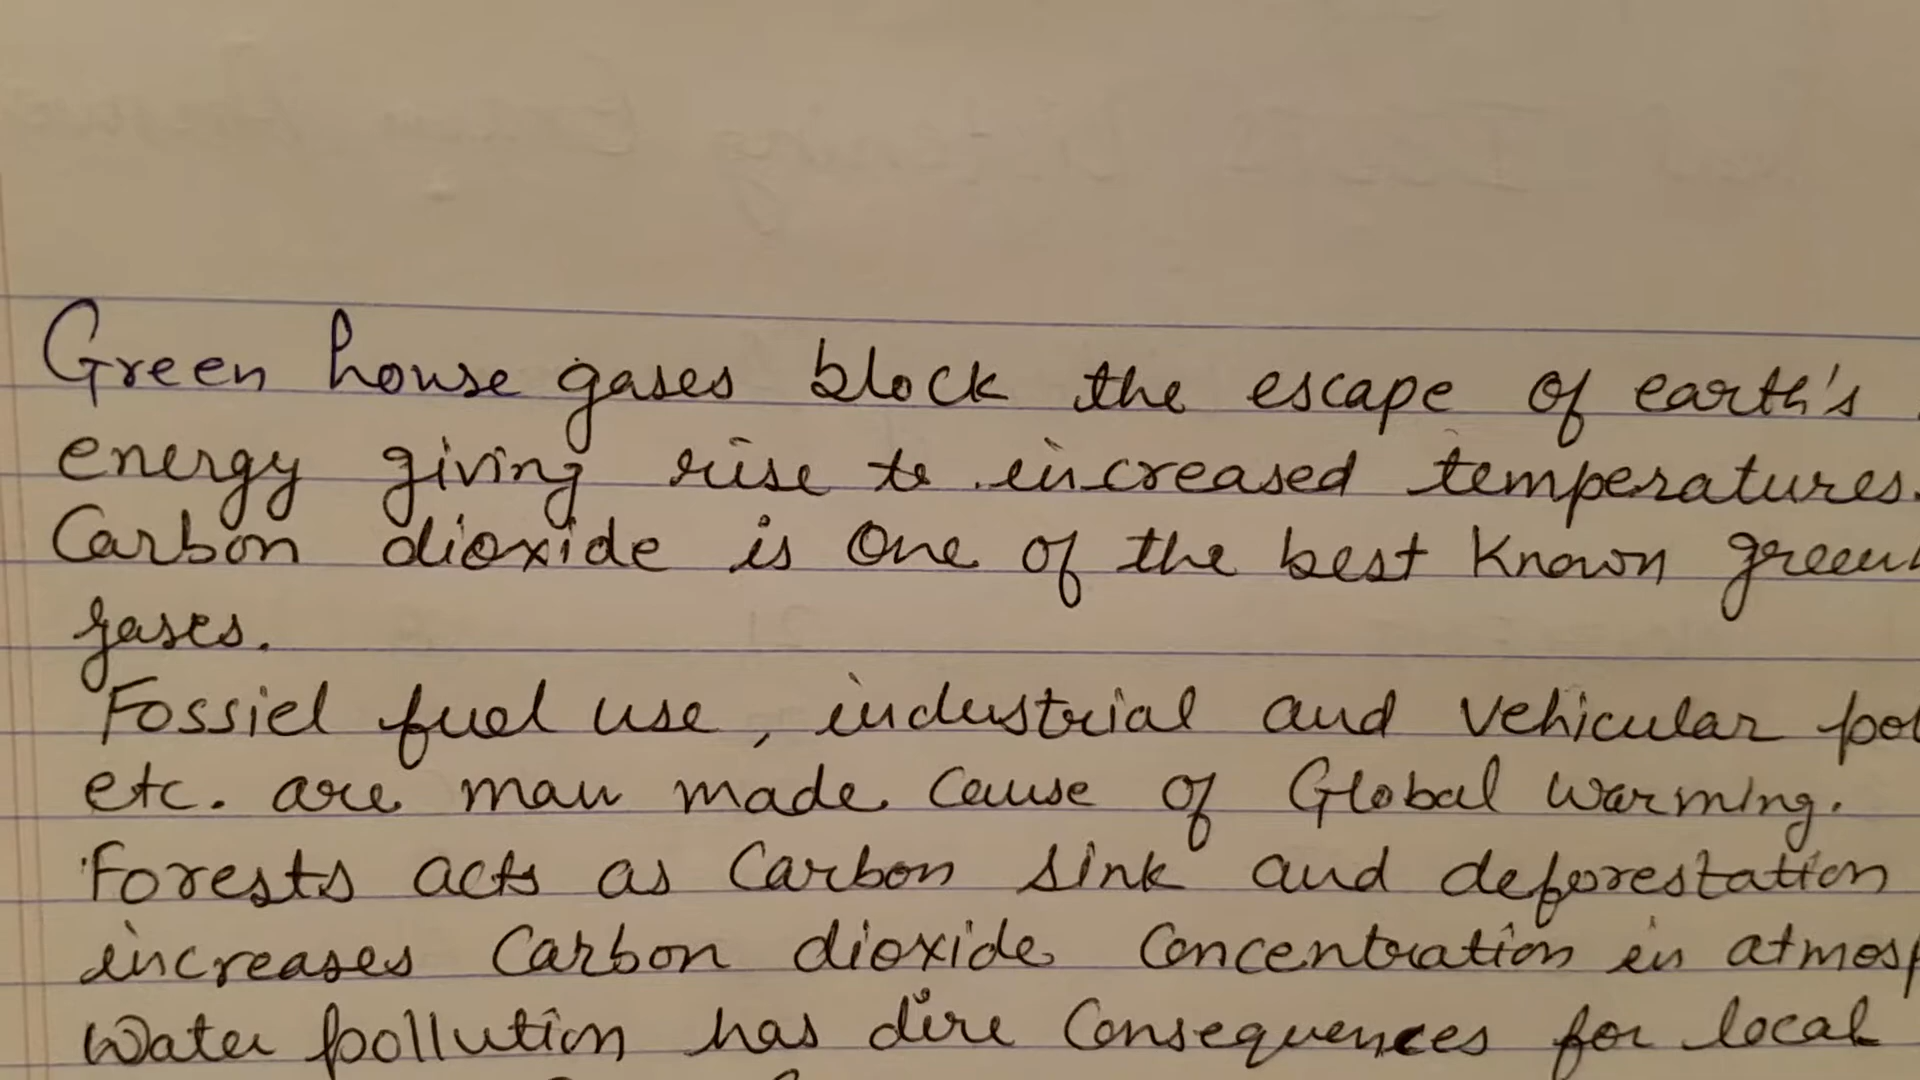 Green house gases block the escape of earth's
energy giving rise to increased temperatures.
Carbon dioxide is One of the best Known
gases.
Fossiel fuel use, industrial and vehicular
etc. are man made cause of Global warming.
Forests acts as Carbon sink and deforestation
increases Carbon dioxide Concentration in
Water pollution has dire Consequences for local